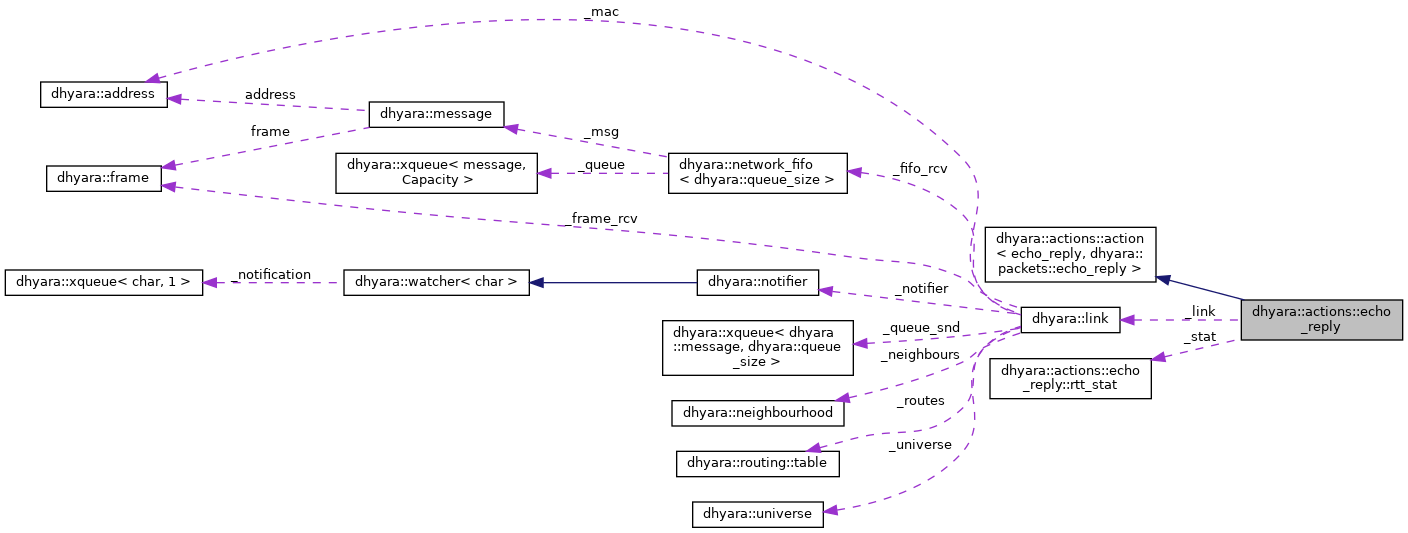 _mac
dhyara::address
address
dhyara::message
frame
_msg
dhyara::frame
dhyara::xqueue< message,
Capacity >
_queue
dhyara::network_fifo
< dhyara::queue_size >
_fifo_rcv
_frame_rcv
dhyara::actions::action
< echo_reply, dhyara::
packets::echo_reply >
dhyara::xqueue< char, 1 >
_notification
dhyara::watcher< char >
dhyara::notifier
_notifier
dhyara::link
_link
dhyara::actions::echo
_reply
_stat
dhyara::xqueue< dhyara
::message, dhyara::queue
_size >
_queue_snd
_neighbours
dhyara::actions::echo
_reply::rtt_stat
dhyara::neighbourhood
_routes
dhyara::routing::table
_universe
dhyara::universe